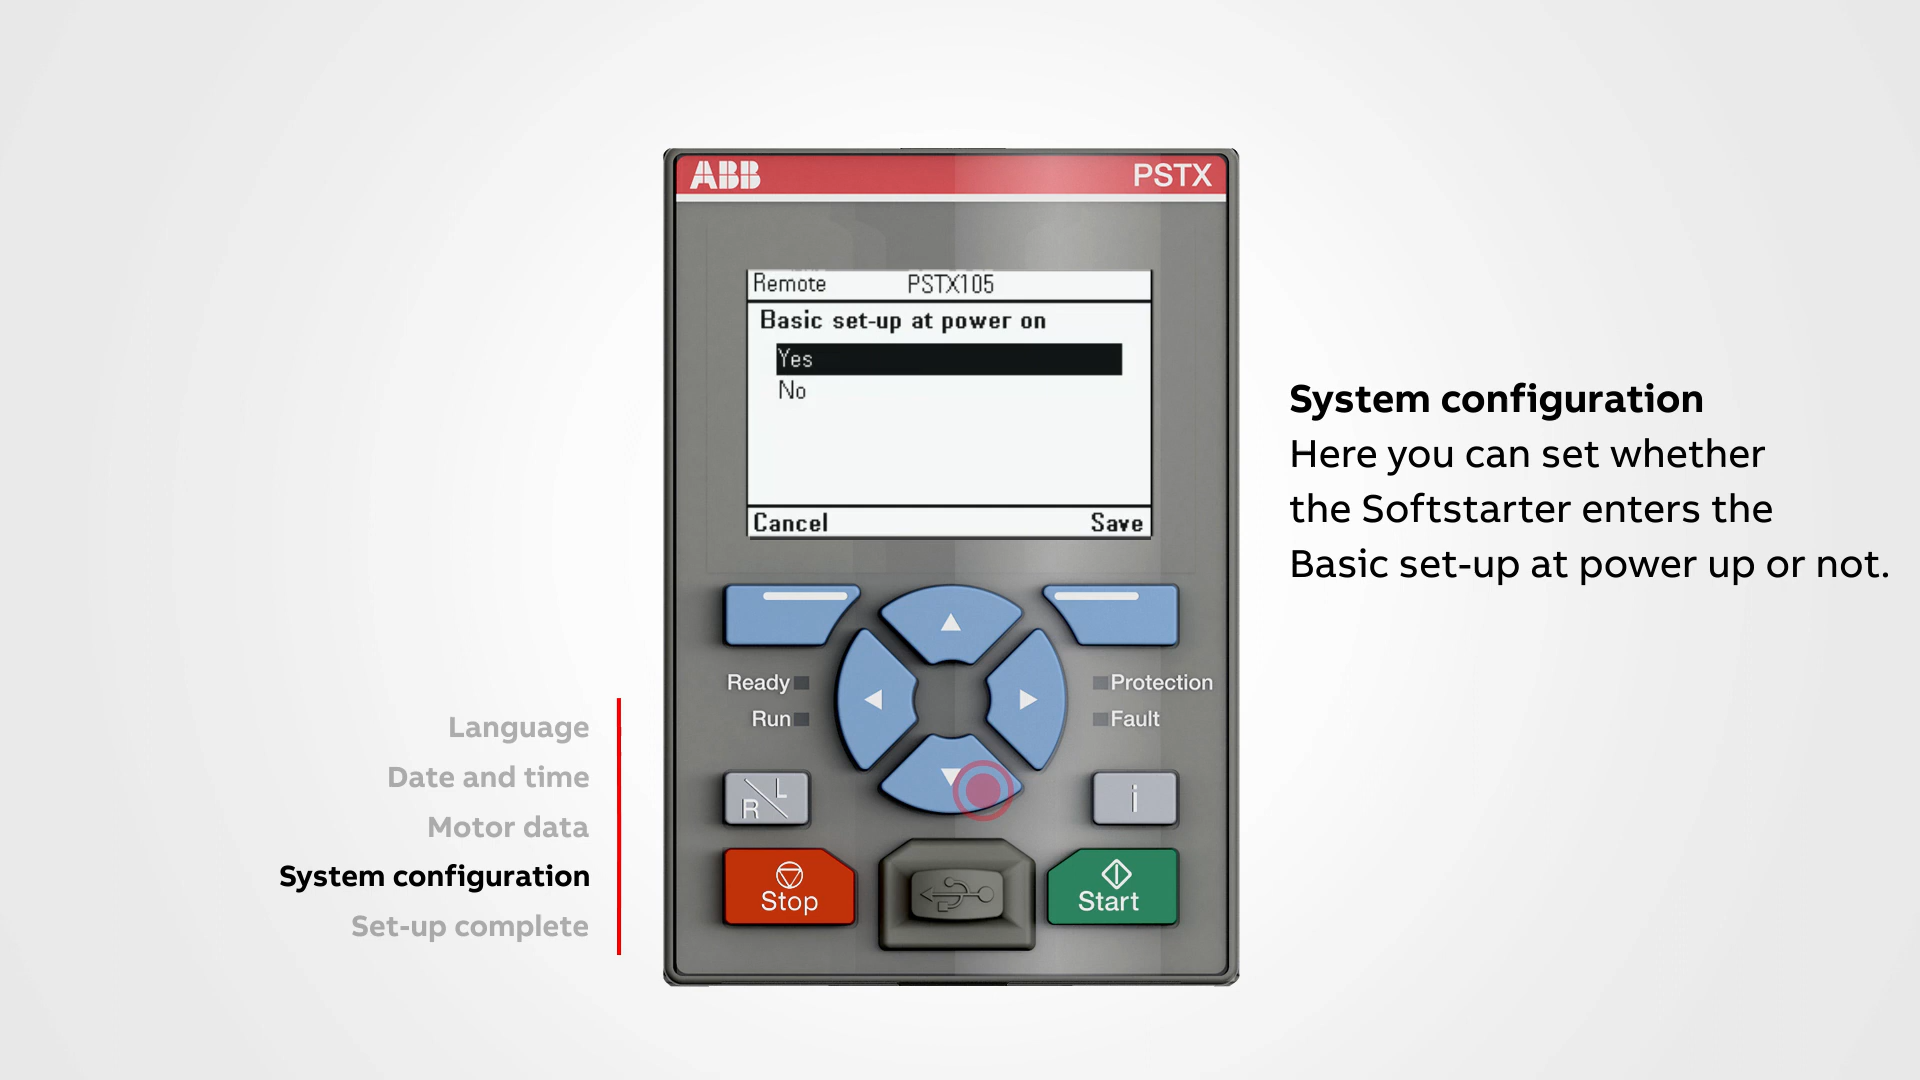 ABB
PSTX
Remote PSTX105
Basic set-up at power on
Yes
No
Cancel Save
System configuration
Here you can set whether
the Softstarter enters the
Basic set-up at power up or not.
Ready
Run
Protection
Fault
R L
i
Stop
Start
Language
Date and time
Motor data
System configuration
Set-up complete